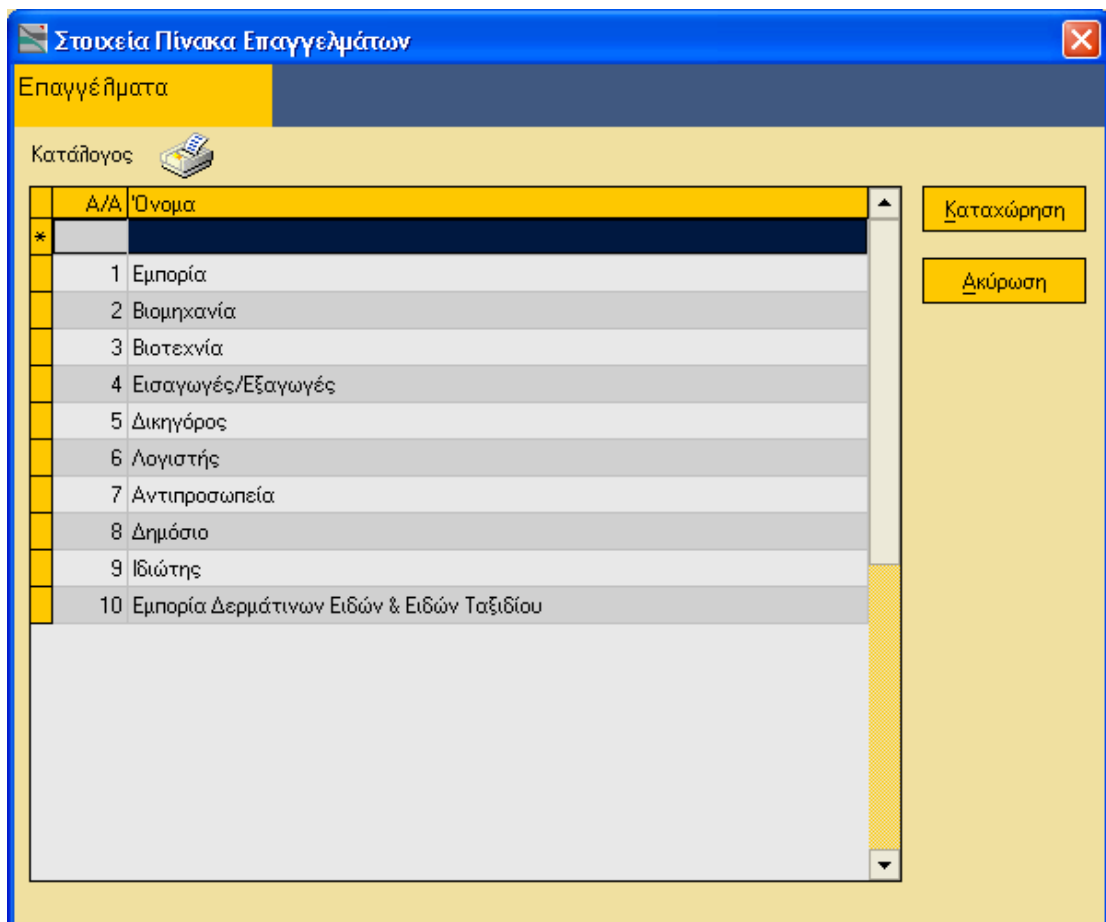 Στοιχεία Πίνακα Επαγγελμάτων
Επαγγέλματα
Κατάλογος
Α/Α Όνομα
Καταχώρηση
*
1 Εμπορία
Ακύρωση
2 Βιομηχανία
3 Βιοτεχνία
4 Εισαγωγές/Εξαγωγές
5 Δικηγόρος
6 Λογιστής
7 Αντιπροσωπεία
8 Δημόσιο
9 Ιδιώτης
10 Εμπορία Δερμάτινων Ειδών & Ειδών Ταξιδίου